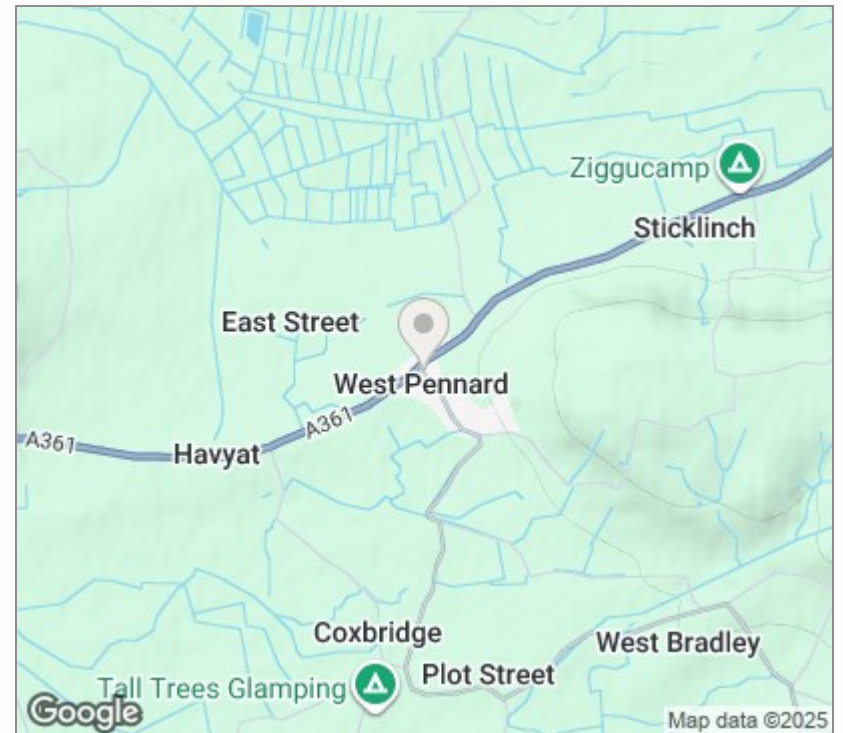 Ziggucamp
Sticklinch
East Street
West Pennard
A361
A361
Havyat
Coxbridge
West Bradley
Plot Street
Tall Trees Glamping
Google
Map data ©2025